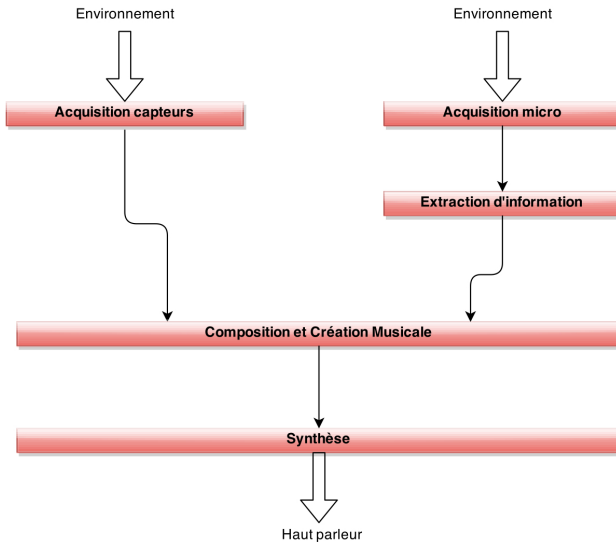 Environnement
Environnement
Acquisition capteurs
Acquisition micro
Extraction d'information
Composition et Création Musicale
Synthèse
Haut parleur